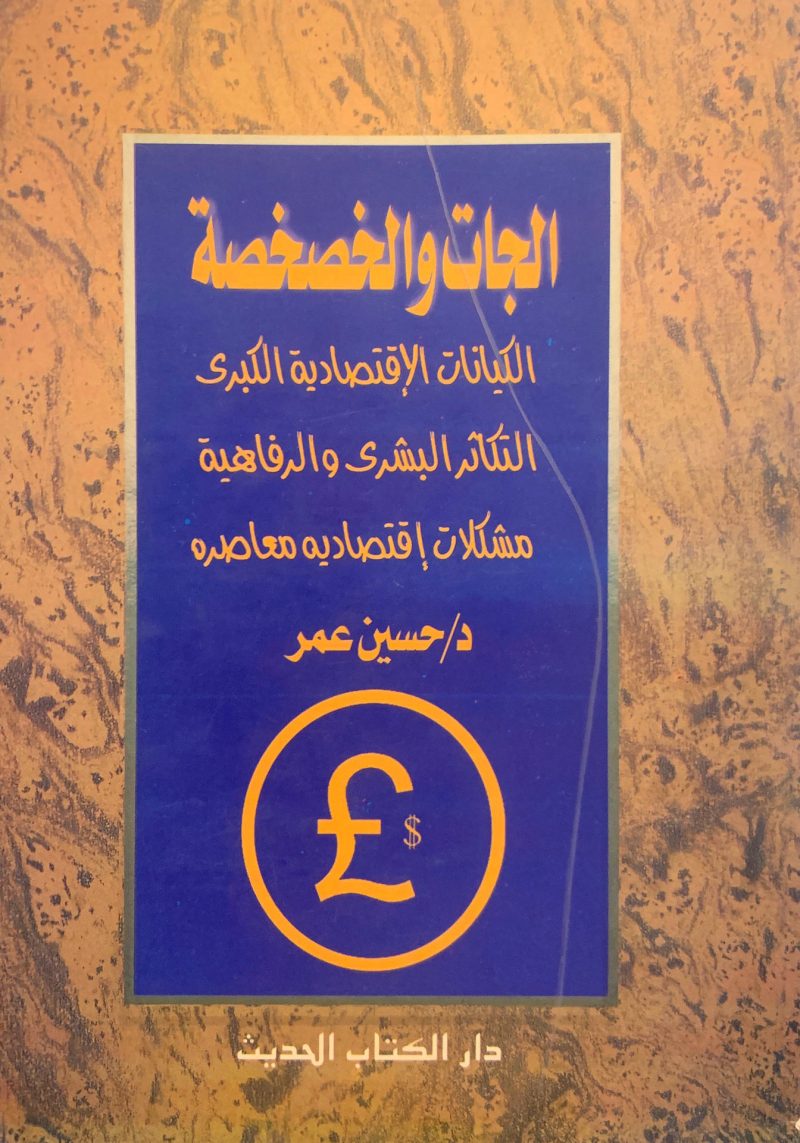 الجات والخصخصة
الكيانات الإقتصادية الكبرى
التكاثر البشرى والرفاهية
مشكلات إقتصاديه معاصره
د/حسين عمر
£
$
دار الكتاب الحديث